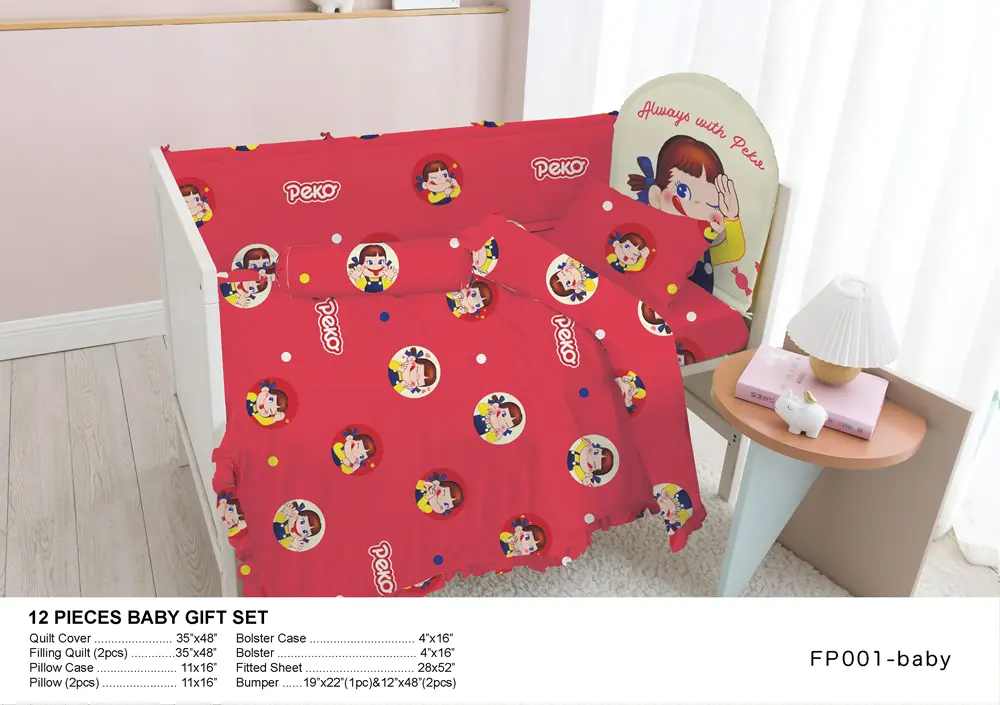 Always with Peko
PEKO
PEKO
PEKO
PEKO
PEKO
12 PIECES BABY GIFT SET
Quilt Cover ....................... 35"x48"
Filling Quilt (2pcs) .............35"x48"
Pillow Case ....................... 11x16"
Pillow (2pcs) ...................... 11x16"
Bolster Case ............................... 4"x16"
Bolster ......................................... 4"x16"
Fitted Sheet ................................ 28x52"
Bumper ......19"x22"(1pc)&12"x48"(2pcs)
FP001-baby